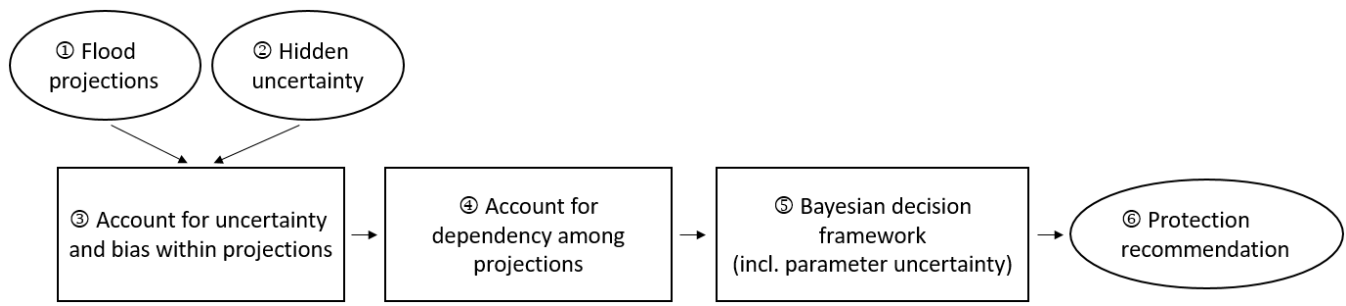 ① Flood
projections
② Hidden
uncertainty
③ Account for uncertainty
and bias within projections
④ Account for
dependency among
projections
⑤ Bayesian decision
framework
(incl. parameter uncertainty)
⑥ Protection
recommendation